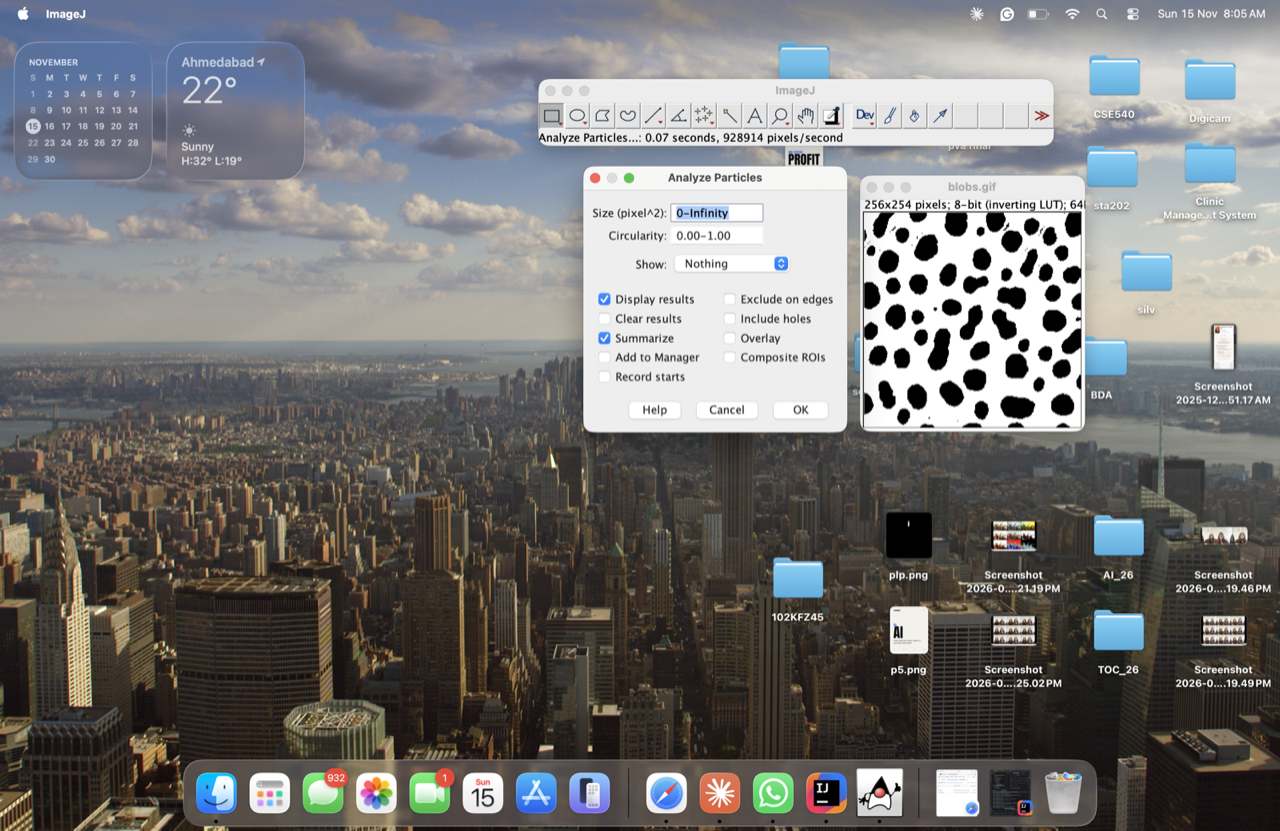 ImageJ
Sun 15 Nov 8:05 AM
NOVEMBER
S M T W T F S
1 2 3 4 5 6 7
8 9 10 11 12 13 14
15 16 17 18 19 20 21
22 23 24 25 26 27 28
29 30
Ahmedabad
22°
Sunny
H:32° L:19°
ImageJ
Dev
Analyze Particles...: 0.07 seconds, 928914 pixels/second
PROFIT
Analyze Particles
Size (pixel^2): 0-Infinity
Circularity: 0.00-1.00
Show: Nothing
Display results
Exclude on edges
Clear results
Include holes
Summarize
Overlay
Add to Manager
Composite ROIs
Record starts
Help
Cancel
OK
blobs.gif
256x254 pixels; 8-bit (inverting LUT); 64
CSE540
Digicam
sta202
Clinic
Manage...t System
silv
BDA
Screenshot
2025-12...51.17 AM
plp.png
Screenshot
2026-0....21.19 PM
AI_26
Screenshot
2026-0....19.46 PM
102KFZ45
AI
p5.png
Screenshot
2026-0....25.02 PM
TOC_26
Screenshot
2026-0....19.49 PM
932
1
Sun
15
IJ